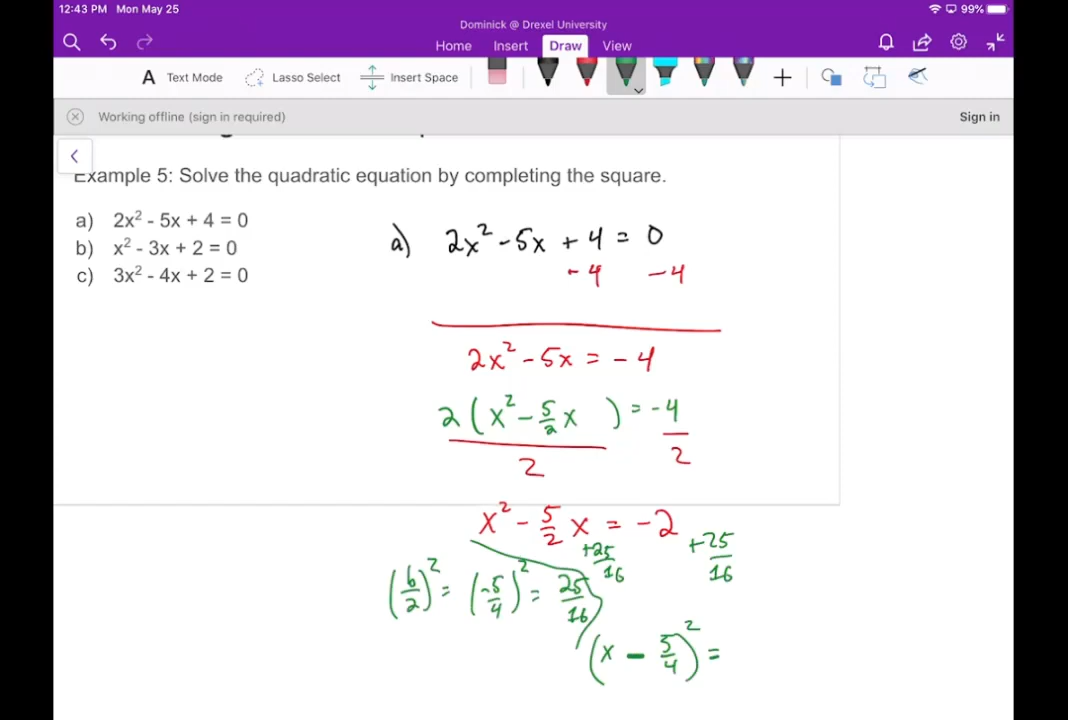 12:43 PM Mon May 25
99%
Dominick @ Drexel University
Home Insert Draw View
A Text Mode Lasso Select Insert Space
Working offline (sign in required) Sign in
Example 5: Solve the quadratic equation by completing the square.
a) 2x² - 5x + 4 = 0
b) x² - 3x + 2 = 0
c) 3x² - 4x + 2 = 0
a) 2x² - 5x + 4 = 0
- 4 - 4
2x² - 5x = - 4
2 ( x² - 5/2 x ) = -4
2 2
x² - 5/2 x = - 2
+25/16 +25/16
(b/2)² = (-5/4)² = 25/16
(x - 5/4)² =